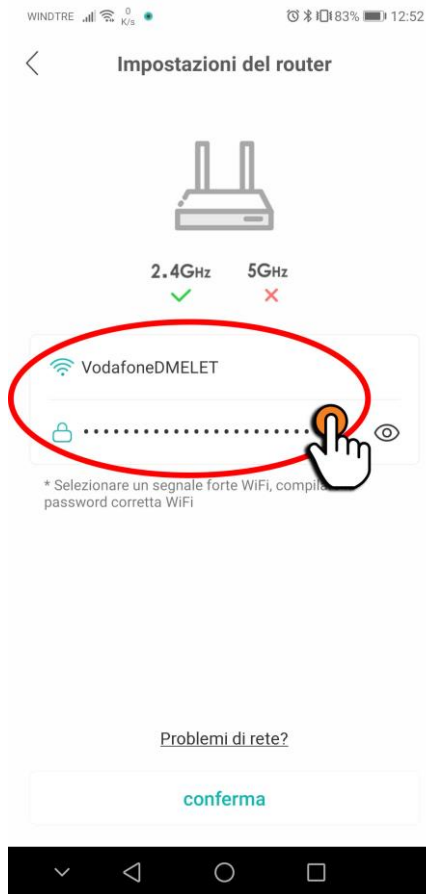 WINDTRE 0 K/s 83% 12:52
Impostazioni del router
2.4GHz 5GHz
VodafoneDMELET
* Selezionare un segnale forte WiFi,
password corretta WiFi
Problemi di rete?
conferma